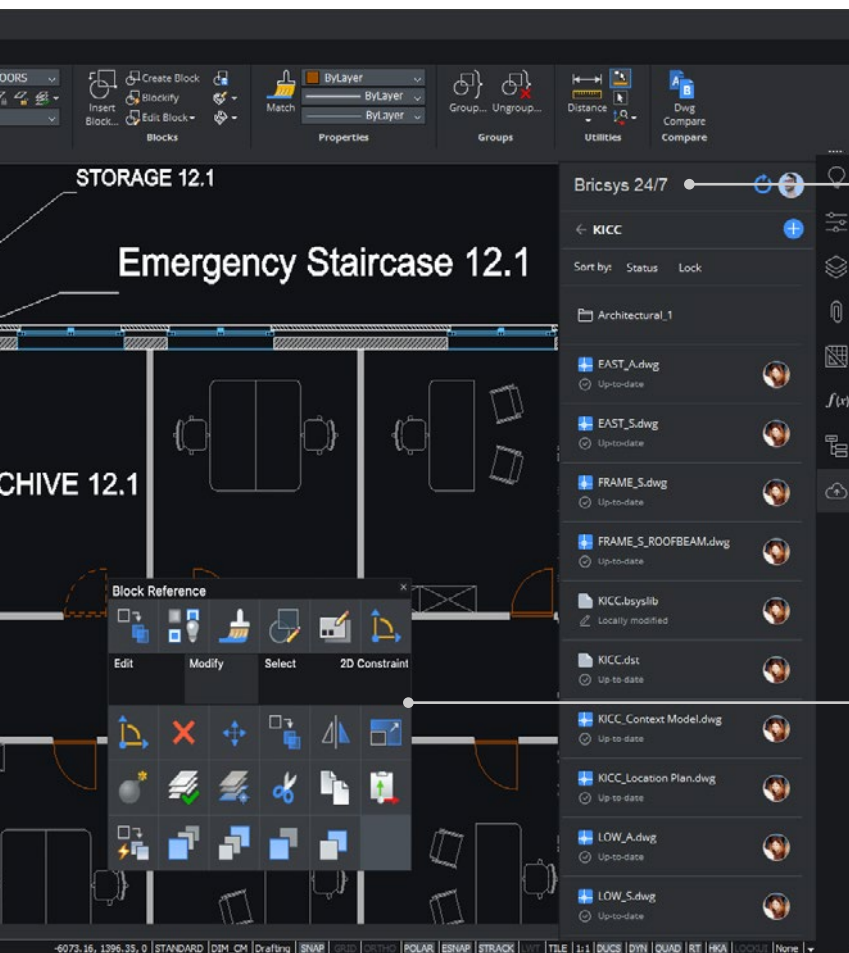 OORS
Insert
Block...
Create Block
Blockify
Edit Block
Blocks
Match
ByLayer
ByLayer
ByLayer
Properties
Group...
Ungroup...
Groups
Distance
Utilities
A
B
Dwg
Compare
Compare
STORAGE 12.1
Emergency Staircase 12.1
CHIVE 12.1
Bricsys 24/7
KICC
Sort by: Status Lock
Architectural_1
EAST_A.dwg
Up-to-date
EAST_S.dwg
Up-to-date
FRAME_S.dwg
Up-to-date
FRAME_S_ROOFBEAM.dwg
Up-to-date
KICC.bsyslib
Locally modified
KICC.dst
Up-to-date
KICC_Context Model.dwg
Up-to-date
KICC_Location Plan.dwg
Up-to-date
LOW_A.dwg
Up-to-date
LOW_S.dwg
Up-to-date
f(x)
Block Reference
Edit Modify Select 2D Constraint
-6073.16, 1396.35, 0 STANDARD DIM_CM Drafting SNAP GRID ORTHO POLAR ESNAP STRACK LWT TILE 1:1 DUCS DYN QUAD RT HKA LOCKUI None